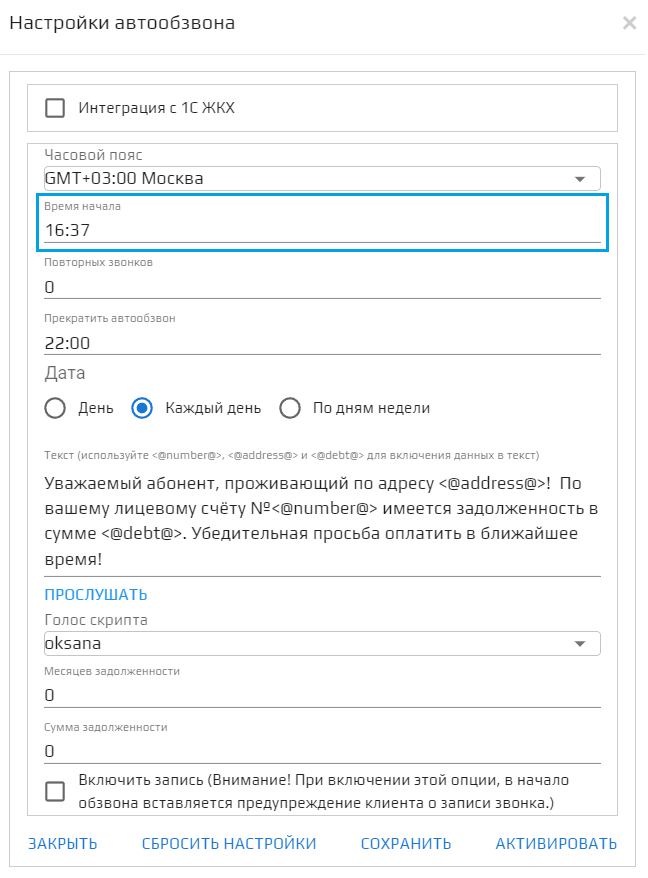 Настройки автообзвона
Интеграция с 1С ЖКХ
Часовой пояс
GMT+03:00 Москва
Время начала
16:37
Повторных звонков
0
Прекратить автообзвон
22:00
Дата
День Каждый день По дням недели
Текст (используйте <@number@>, <@address@> и <@debt@> для включения данных в текст)
Уважаемый абонент, проживающий по адресу <@address@>! По
вашему лицевому счёту №<@number@> имеется задолженность в
сумме <@debt@>. Убедительная просьба оплатить в ближайшее
время!
ПРОСЛУШАТЬ
Голос скрипта
oksana
Месяцев задолженности
0
Сумма задолженности
0
Включить запись (Внимание! При включении этой опции, в начало
обзвона вставляется предупреждение клиента о записи звонка.)
ЗАКРЫТЬ СБРОСИТЬ НАСТРОЙКИ СОХРАНИТЬ АКТИВИРОВАТЬ